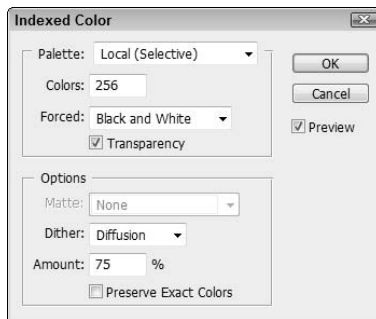 Indexed Color
Palette: Local (Selective)
Colors: 256
Forced: Black and White
Transparency
Options
Matte: None
Dither: Diffusion
Amount: 75 %
Preserve Exact Colors
OK
Cancel
Preview